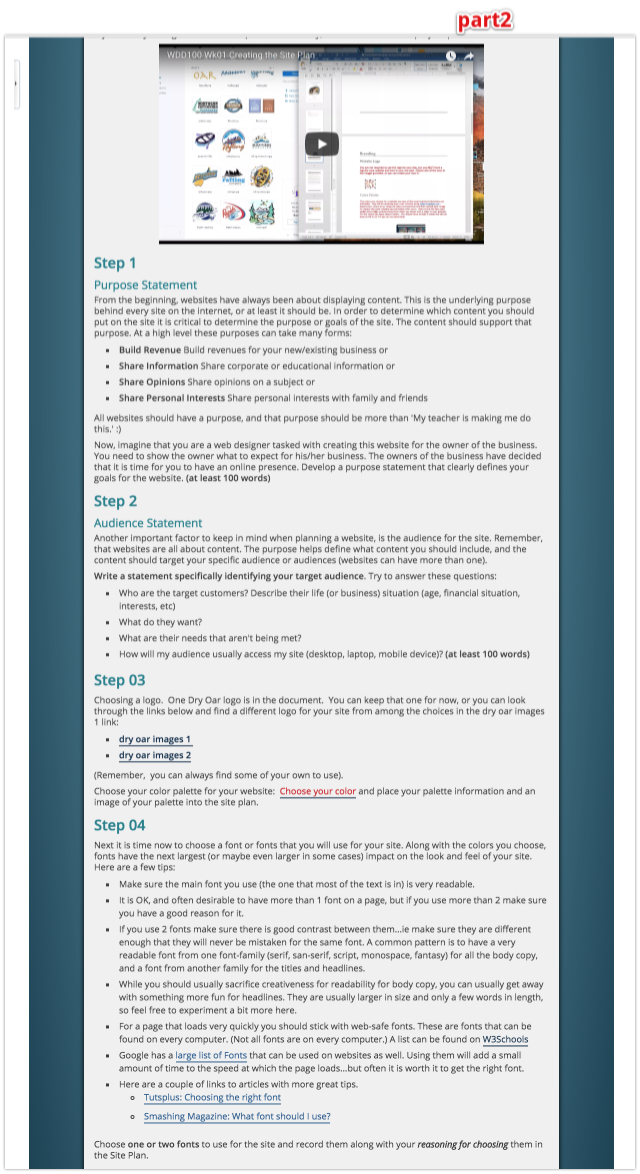 part2
WDD100 Wk01 Creating the Site Plan
OAR
Branding
Step 1
Purpose Statement
From the beginning, websites have always been about displaying content. This is the underlying purpose
behind every site on the internet, or at least it should be. In order to determine which content you should
put on the site it is critical to determine the purpose or goals of the site. The content should support that
purpose. At a high level these purposes can take many forms:
Build Revenue Build revenues for your new/existing business or
Share Information Share corporate or educational information or
Share Opinions Share opinions on a subject or
Share Personal Interests Share personal interests with family and friends
All websites should have a purpose, and that purpose should be more than 'My teacher is making me do
this.' :)
Now, imagine that you are a web designer tasked with creating this website for the owner of the business.
You need to show the owner what to expect for his/her business. The owners of the business have decided
that it is time for you to have an online presence. Develop a purpose statement that clearly defines your
goals for the website. (at least 100 words)
Step 2
Audience Statement
Another important factor to keep in mind when planning a website, is the audience for the site. Remember,
that websites are all about content. The purpose helps define what content you should include, and the
content should target your specific audience or audiences (websites can have more than one).
Write a statement specifically identifying your target audience. Try to answer these questions:
Who are the target customers? Describe their life (or business) situation (age, financial situation,
interests, etc)
What do they want?
What are their needs that aren't being met?
How will my audience usually access my site (desktop, laptop, mobile device)? (at least 100 words)
Step 03
Choosing a logo. One Dry Oar logo is in the document. You can keep that one for now, or you can look
through the links below and find a different logo for your site from among the choices in the dry oar images
1 link:
dry oar images 1
dry oar images 2
(Remember, you can always find some of your own to use).
Choose your color palette for your website: Choose your color and place your palette information and an
image of your palette into the site plan.
Step 04
Next it is time now to choose a font or fonts that you will use for your site. Along with the colors you choose,
fonts have the next largest (or maybe even larger in some cases) impact on the look and feel of your site.
Here are a few tips:
Make sure the main font you use (the one that most of the text is in) is very readable.
It is OK, and often desirable to have more than 1 font on a page, but if you use more than 2 make sure
you have a good reason for it.
If you use 2 fonts make sure there is good contrast between them...ie make sure they are different
enough that they will never be mistaken for the same font. A common pattern is to have a very
readable font from one font-family (serif, san-serif, script, monospace, fantasy) for all the body copy,
and a font from another family for the titles and headlines.
While you should usually sacrifice creativeness for readability for body copy, you can usually get away
with something more fun for headlines. They are usually larger in size and only a few words in length,
so feel free to experiment a bit more here.
For a page that loads very quickly you should stick with web-safe fonts. These are fonts that can be
found on every computer. (Not all fonts are on every computer.) A list can be found on W3Schools
Google has a large list of Fonts that can be used on websites as well. Using them will add a small
amount of time to the speed at which the page loads...but often it is worth it to get the right font.
Here are a couple of links to articles with more great tips.
Tutsplus: Choosing the right font
Smashing Magazine: What font should I use?
Choose one or two fonts to use for the site and record them along with your reasoning for choosing them in
the Site Plan.